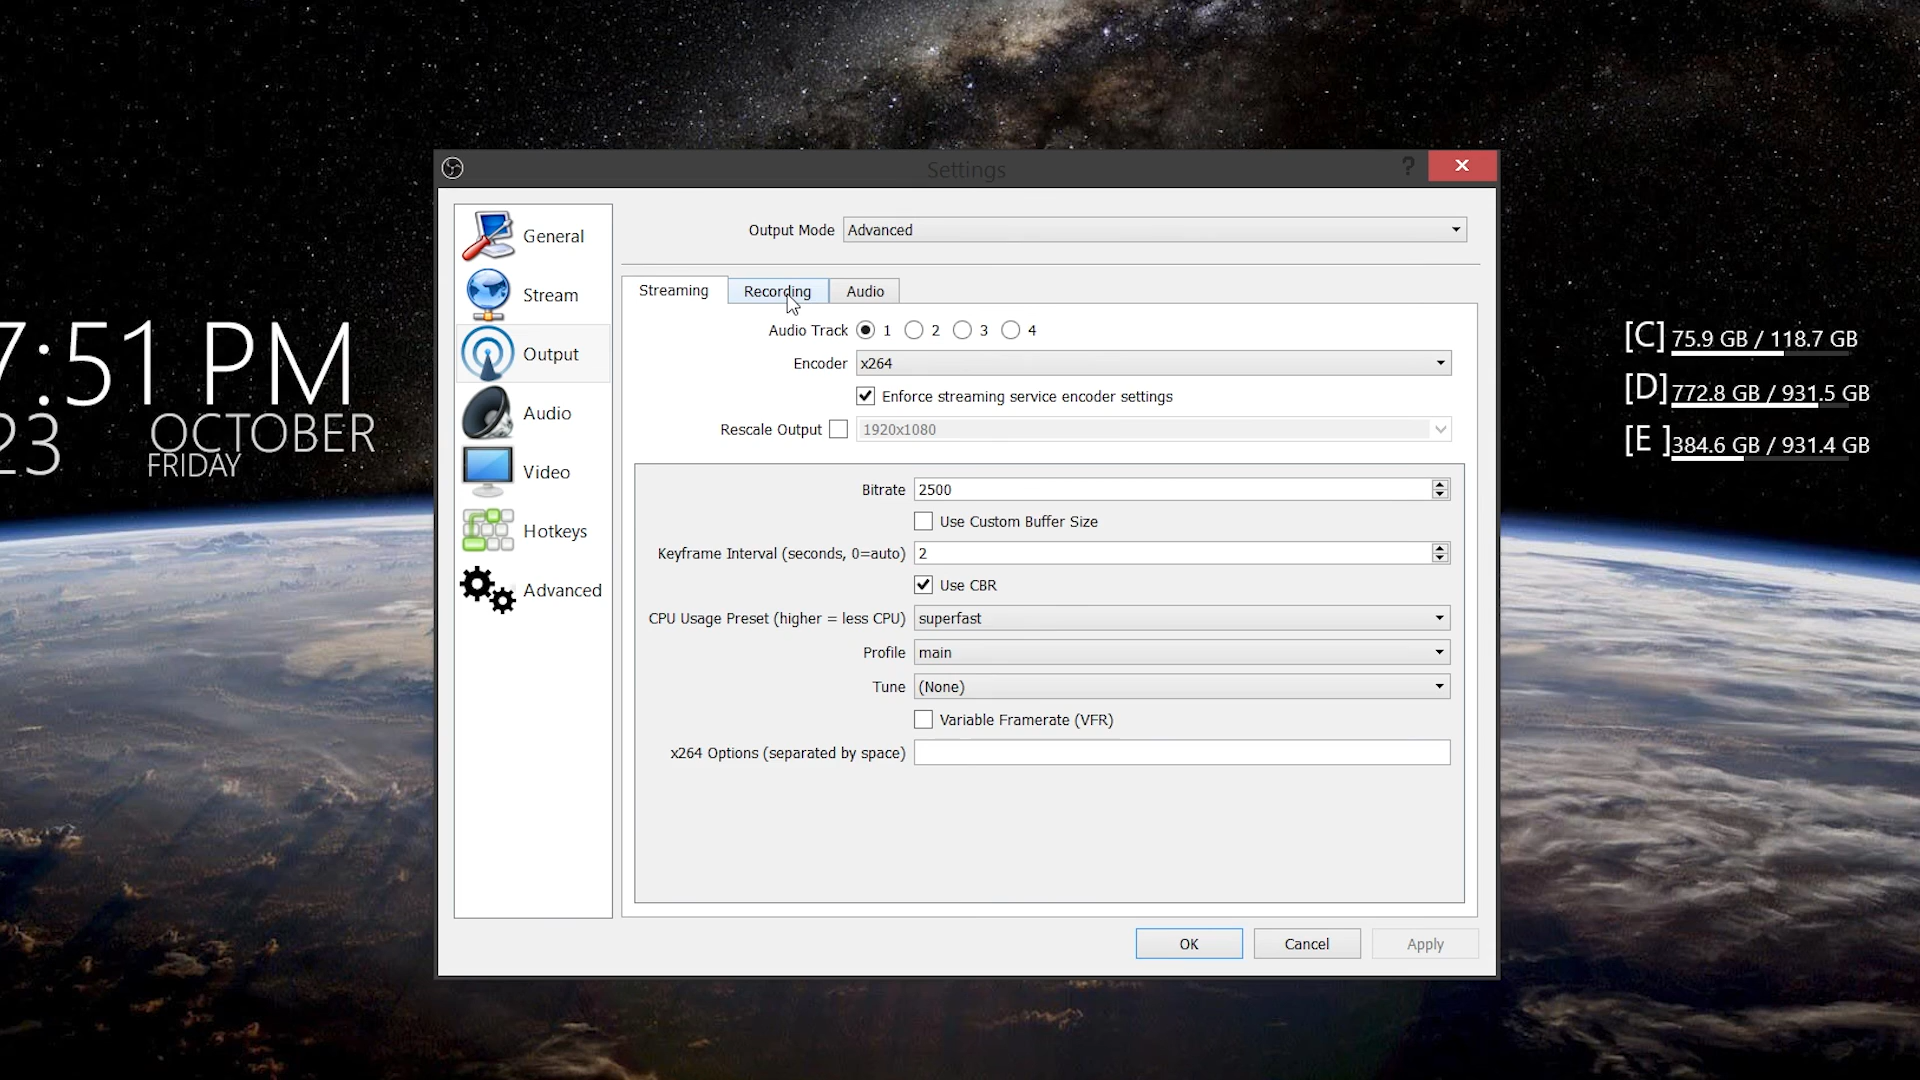 Settings
?
General
Stream
Output
Audio
Video
Hotkeys
Advanced
Output Mode Advanced
Streaming Recording Audio
Audio Track 1 2 3 4
Encoder x264
Enforce streaming service encoder settings
Rescale Output 1920x1080
Bitrate 2500
Use Custom Buffer Size
Keyframe Interval (seconds, 0=auto) 2
Use CBR
CPU Usage Preset (higher = less CPU) superfast
Profile main
Tune (None)
Variable Framerate (VFR)
x264 Options (separated by space)
OK Cancel Apply
7:51 PM
23 OCTOBER
FRIDAY
[C] 75.9 GB / 118.7 GB
[D] 772.8 GB / 931.5 GB
[E ] 384.6 GB / 931.4 GB